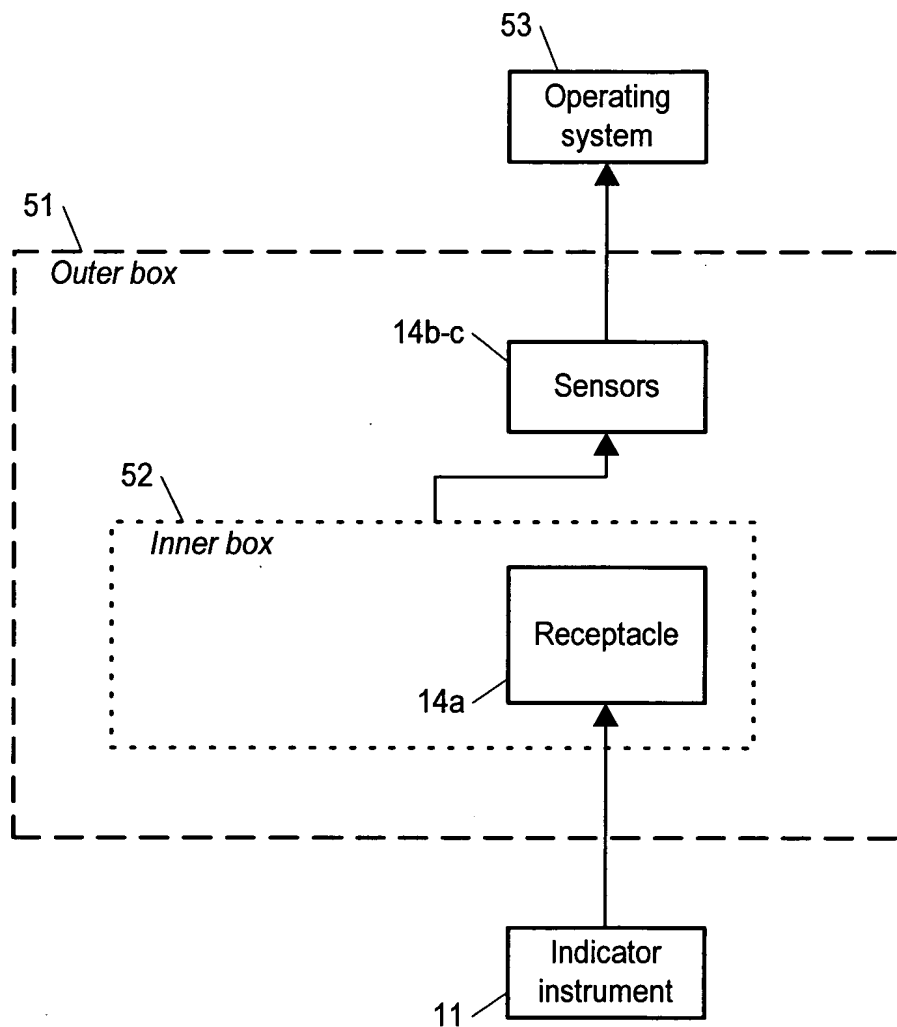 53
Operating
system
51
Outer box
14b-c
Sensors
52
Inner box
Receptacle
14a
Indicator
instrument
11